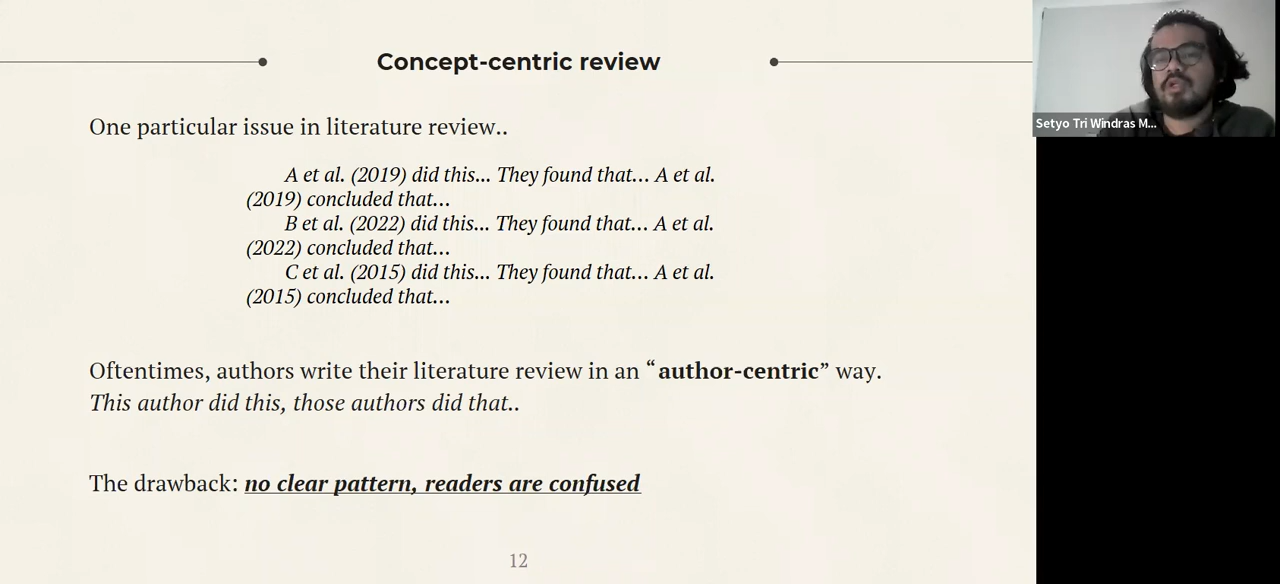 Concept-centric review
Setyo Tri Windras M...
One particular issue in literature review..
A et al. (2019) did this... They found that... A et al.
(2019) concluded that...
B et al. (2022) did this... They found that... A et al.
(2022) concluded that...
C et al. (2015) did this... They found that... A et al.
(2015) concluded that...
Oftentimes, authors write their literature review in an “author-centric” way.
This author did this, those authors did that..
The drawback: no clear pattern, readers are confused
12